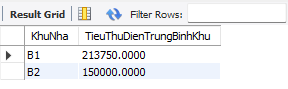 Result Grid Filter Rows:
KhuNha TieuThuDienTrungBinhKhu
B1 213750.0000
B2 150000.0000